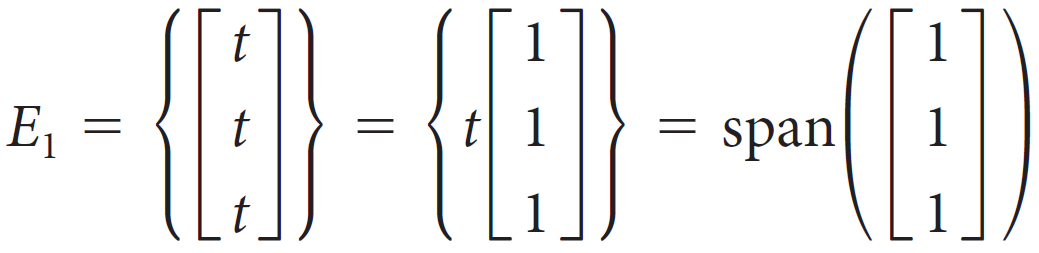 E₁ = {[t t t]} = {t[1 1 1]} = span([1 1 1])